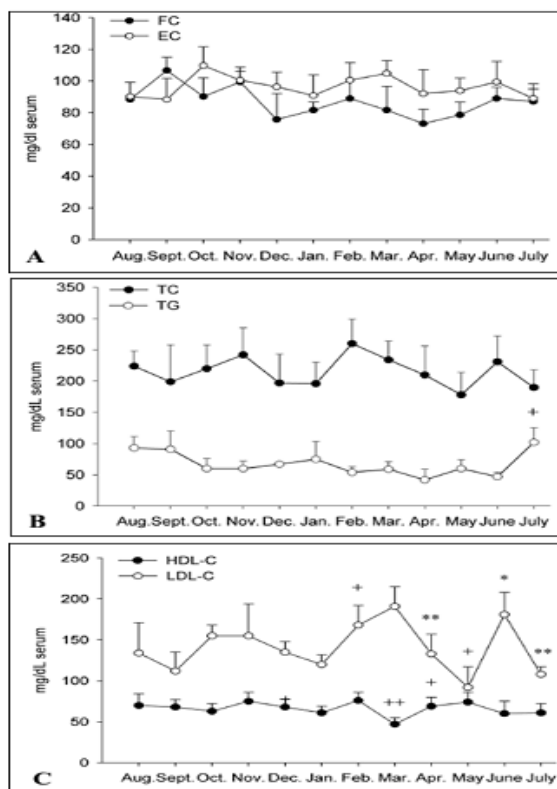 FC
EC
140
120
100
80
60
40
20
0
mg/dl serum
Aug. Sept. Oct. Nov. Dec. Jan. Feb. Mar. Apr. May June July
A
TC
TG
350
300
250
200
150
100
50
0
mg/dL serum
+
Aug. Sept. Oct. Nov. Dec. Jan. Feb. Mar. Apr. May June July
B
HDL-C
LDL-C
250
200
150
100
50
0
mg/dL serum
*
+
** + **
+ ++ +
Aug. Sept. Oct. Nov. Dec. Jan. Feb. Mar. Apr. May June July
C